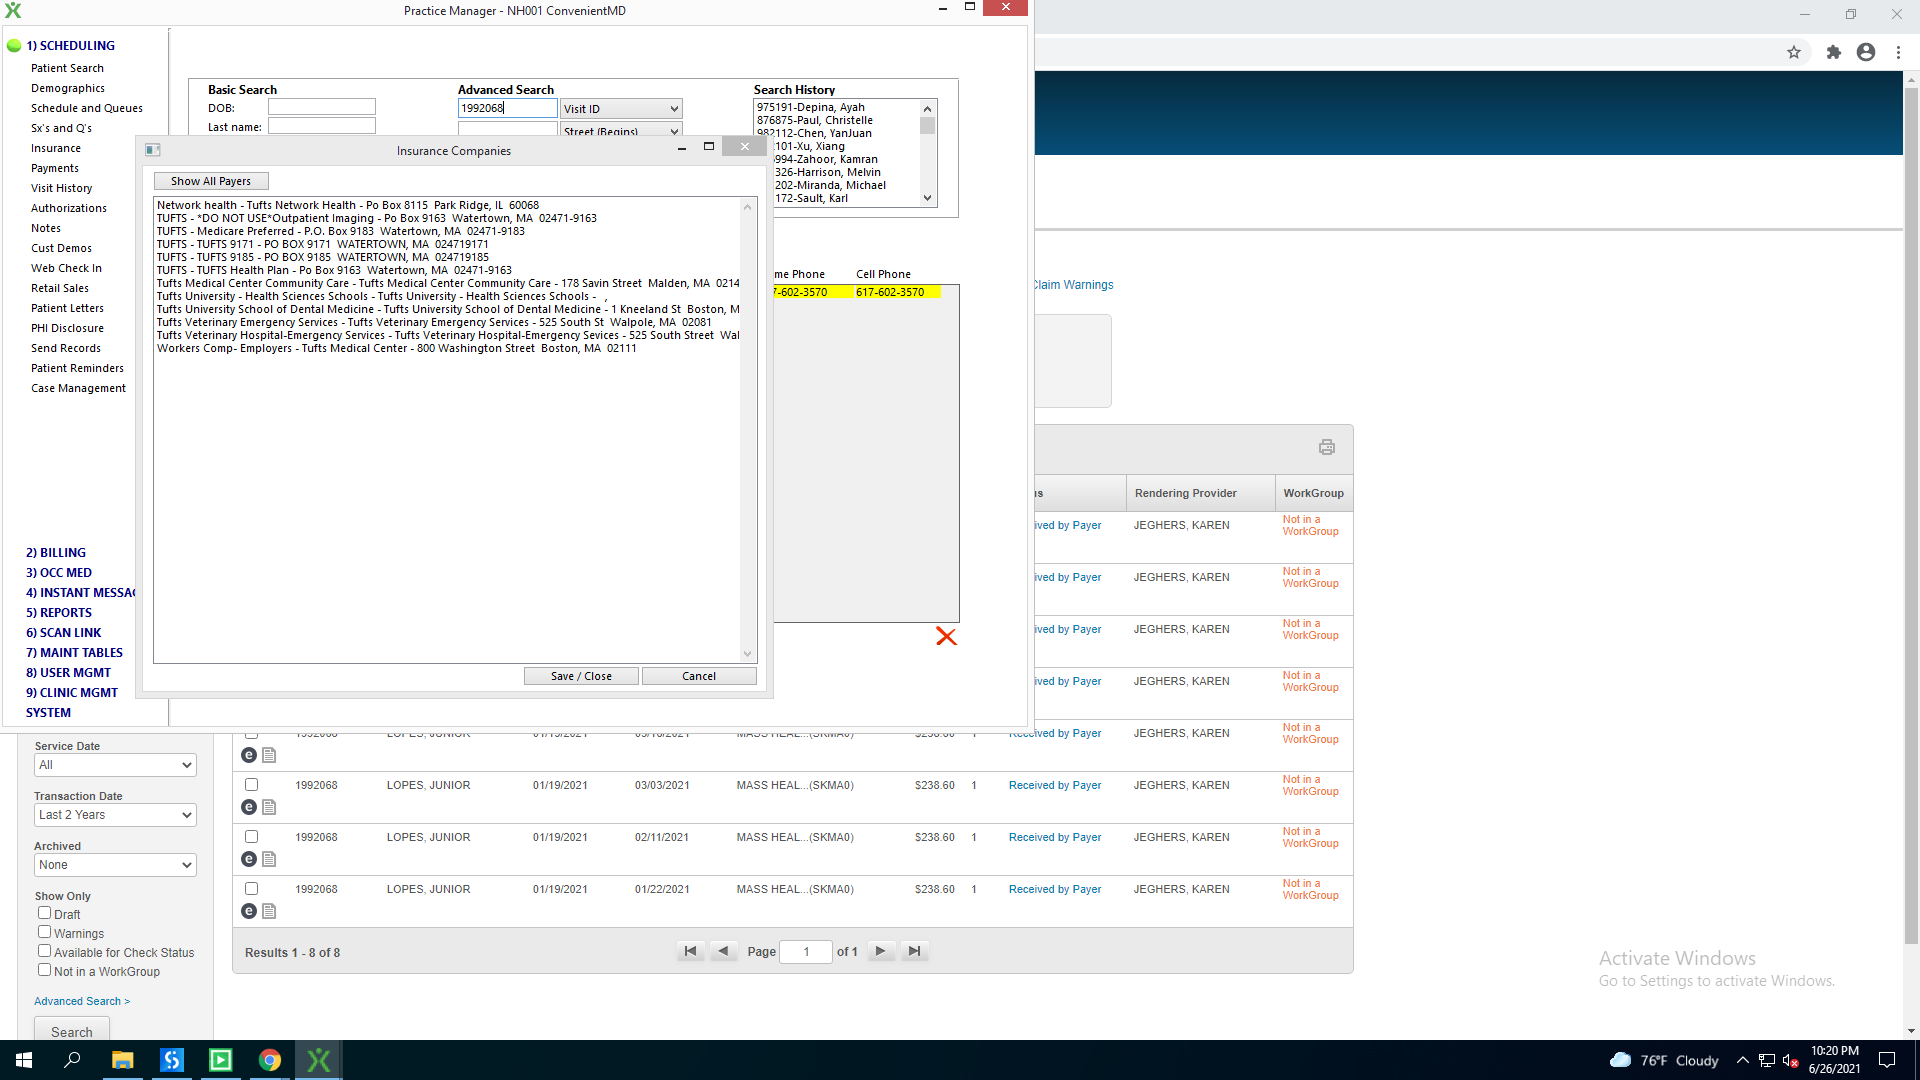 Practice Manager - NH001 ConvenientMD
1) SCHEDULING
Patient Search
Demographics
Schedule and Queues
Sx's and Q's
Insurance
Payments
Visit History
Authorizations
Notes
Cust Demos
Web Check In
Retail Sales
Patient Letters
PHI Disclosure
Send Records
Patient Reminders
Case Management
2) BILLING
3) OCC MED
4) INSTANT MESSAG
5) REPORTS
6) SCAN LINK
7) MAINT TABLES
8) USER MGMT
9) CLINIC MGMT
SYSTEM
Basic Search
DOB:
Last name:
Advanced Search
1992068
Visit ID
Street (Begins)
Search History
975191-Depina, Ayah
876875-Paul, Christelle
982112-Chen, YanJuan
101-Xu, Xiang
994-Zahoor, Kamran
326-Harrison, Melvin
202-Miranda, Michael
172-Sault, Karl
Insurance Companies
Show All Payers
Network health - Tufts Network Health - Po Box 8115 Park Ridge, IL 60068
TUFTS - *DO NOT USE*Outpatient Imaging - Po Box 9163 Watertown, MA 02471-9163
TUFTS - Medicare Preferred - P.O. Box 9183 Watertown, MA 02471-9183
TUFTS - TUFTS 9171 - PO BOX 9171 WATERTOWN, MA 024719171
TUFTS - TUFTS 9185 - PO BOX 9185 WATERTOWN, MA 024719185
TUFTS - TUFTS Health Plan - Po Box 9163 Watertown, MA 02471-9163
Tufts Medical Center Community Care - Tufts Medical Center Community Care - 178 Savin Street Malden, MA 0214
Tufts University - Health Sciences Schools - Tufts University - Health Sciences Schools - ,
Tufts University School of Dental Medicine - Tufts University School of Dental Medicine - 1 Kneeland St Boston, M
Tufts Veterinary Emergency Services - Tufts Veterinary Emergency Services - 525 South St Walpole, MA 02081
Tufts Veterinary Hospital-Emergency Services - Tufts Veterinary Hospital-Emergency Sevices - 525 South Street Wal
Workers Comp- Employers - Tufts Medical Center - 800 Washington Street Boston, MA 02111
Save / Close
Cancel
me Phone
Cell Phone
7-602-3570
617-602-3570
Claim Warnings
us
Rendering Provider
WorkGroup
ived by Payer
JEGHERS, KAREN
Not in a
WorkGroup
ived by Payer
JEGHERS, KAREN
Not in a
WorkGroup
ived by Payer
JEGHERS, KAREN
Not in a
WorkGroup
ived by Payer
JEGHERS, KAREN
Not in a
WorkGroup
1992068
LOPES, JUNIOR
01/19/2021
MASS HEAL...(SKMA0)
$238.60
1
Received by Payer
JEGHERS, KAREN
Not in a
WorkGroup
1992068
LOPES, JUNIOR
01/19/2021
03/03/2021
MASS HEAL...(SKMA0)
$238.60
1
Received by Payer
JEGHERS, KAREN
Not in a
WorkGroup
1992068
LOPES, JUNIOR
01/19/2021
02/11/2021
MASS HEAL...(SKMA0)
$238.60
1
Received by Payer
JEGHERS, KAREN
Not in a
WorkGroup
1992068
LOPES, JUNIOR
01/19/2021
01/22/2021
MASS HEAL...(SKMA0)
$238.60
1
Received by Payer
JEGHERS, KAREN
Not in a
WorkGroup
Results 1 - 8 of 8
Page
1
of 1
Service Date
All
Transaction Date
Last 2 Years
Archived
None
Show Only
Draft
Warnings
Available for Check Status
Not in a WorkGroup
Advanced Search >
Search
Activate Windows
Go to Settings to activate Windows.
76°F Cloudy
10:20 PM
6/26/2021